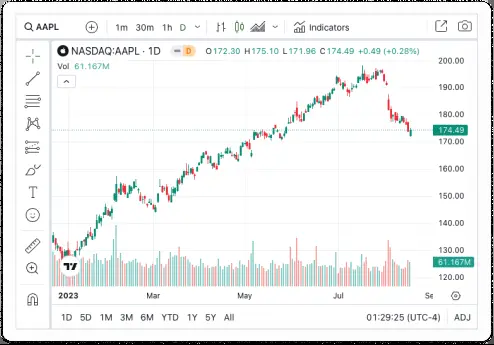 AAPL
1m 30m 1h D
Indicators
NASDAQ:AAPL · 1D D O172.30 H175.10 L171.96 C174.49 +0.49 (+0.28%)
Vol 61.167M
200.00
190.00
180.00
174.49
170.00
160.00
150.00
140.00
130.00
61.167M
120.00
2023 Mar May Jul Se
1D 5D 1M 3M 6M YTD 1Y 5Y All 01:29:25 (UTC-4) ADJ